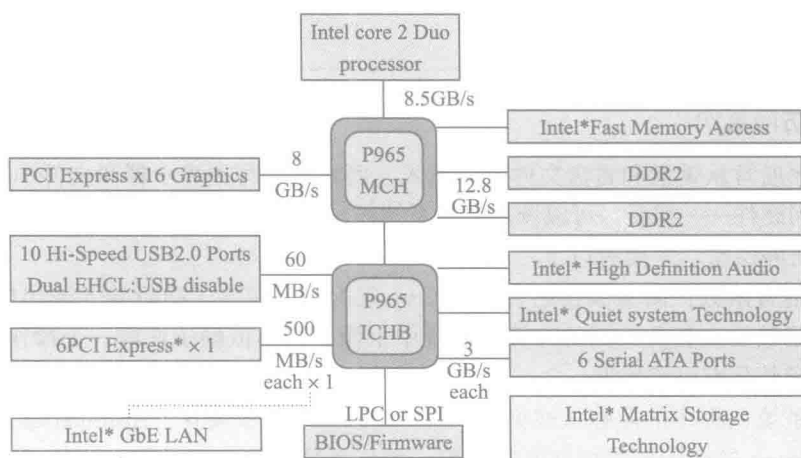 Intel core 2 Duo
processor
8.5GB/s
P965
MCH
Intel*Fast Memory Access
PCI Express x16 Graphics
8
GB/s
12.8
GB/s
DDR2
DDR2
10 Hi-Speed USB2.0 Ports
Dual EHCL:USB disable
60
MB/s
P965
ICHB
Intel* High Definition Audio
Intel* Quiet system Technology
6PCI Express* × 1
500
MB/s
each × 1
3
GB/s
each
6 Serial ATA Ports
Intel* GbE LAN
LPC or SPI
BIOS/Firmware
Intel* Matrix Storage
Technology